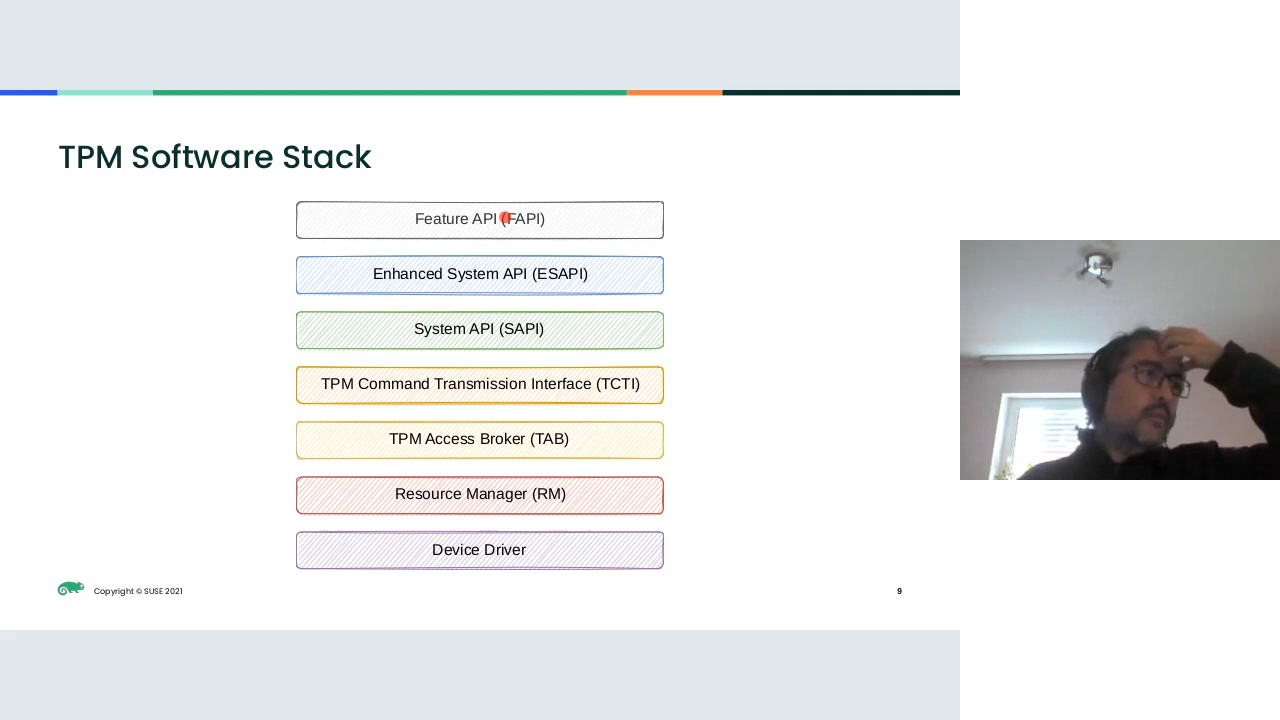 TPM Software Stack
Feature API (FAPI)
Enhanced System API (ESAPI)
System API (SAPI)
TPM Command Transmission Interface (TCTI)
TPM Access Broker (TAB)
Resource Manager (RM)
Device Driver
Copyright © SUSE 2021
9